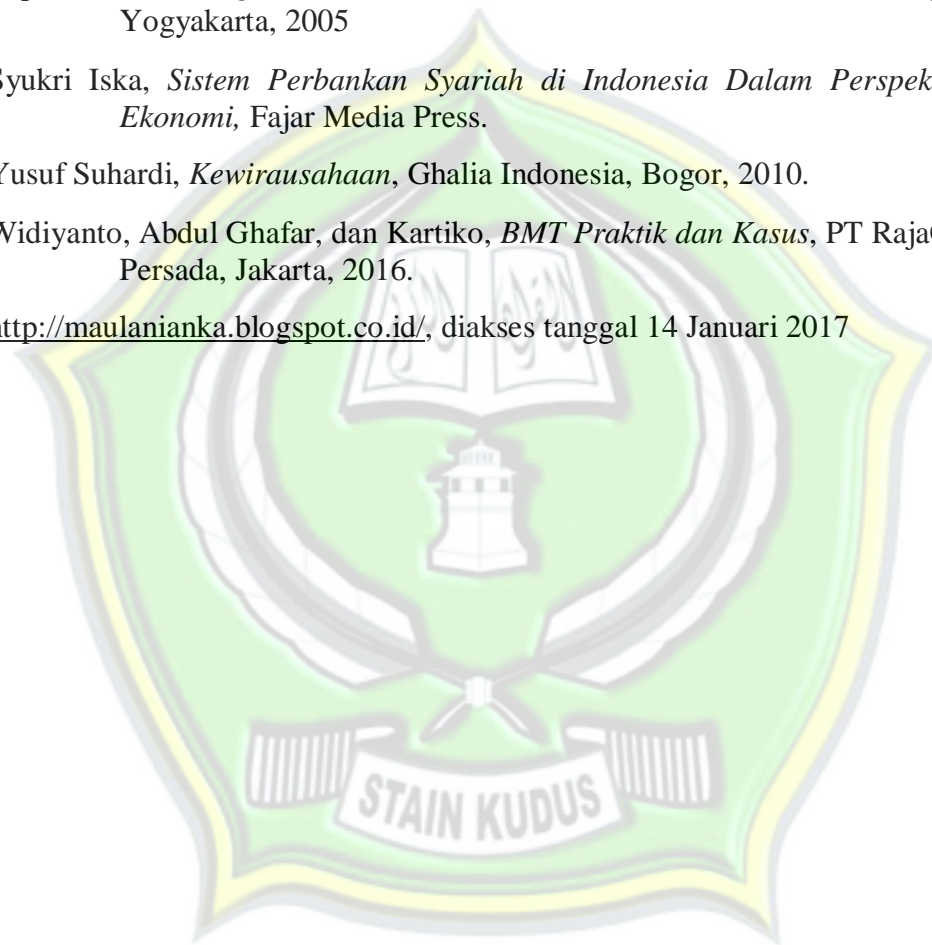 Yogyakarta, 2005
Syukri Iska, Sistem Perbankan Syariah di Indonesia Dalam
Ekonomi, Fajar Media Press.
Yusuf Suhardi, Kewirausahaan, Ghalia Indonesia, Bogor, 2010.
Widiyanto, Abdul Ghafar, dan Kartiko, BMT Praktik dan Kasus, PT
Persada, Jakarta, 2016.
http://maulanianka.blogspot.co.id/, diakses tanggal 14 Januari 2017
STAIN KUDUS